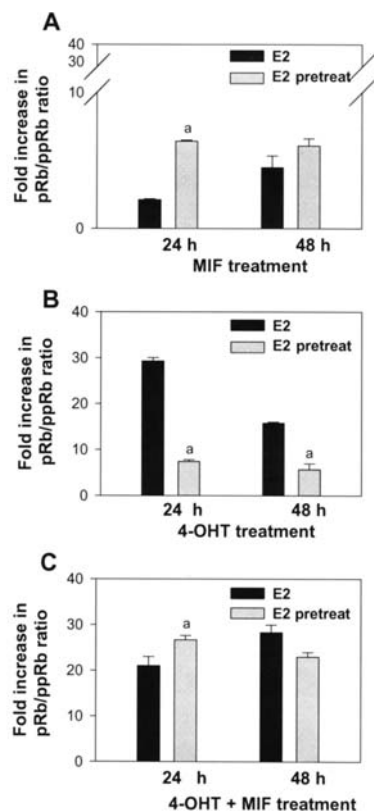 A
Fold increase in
pRb/ppRb ratio
40
30
10
0
E2
E2 pretreat
a
24 h
48 h
MIF treatment
B
Fold increase in
pRb/ppRb ratio
40
30
20
10
0
E2
E2 pretreat
a
a
24 h
48 h
4-OHT treatment
C
Fold increase in
pRb/ppRb ratio
40
30
20
10
0
E2
E2 pretreat
a
24 h
48 h
4-OHT + MIF treatment